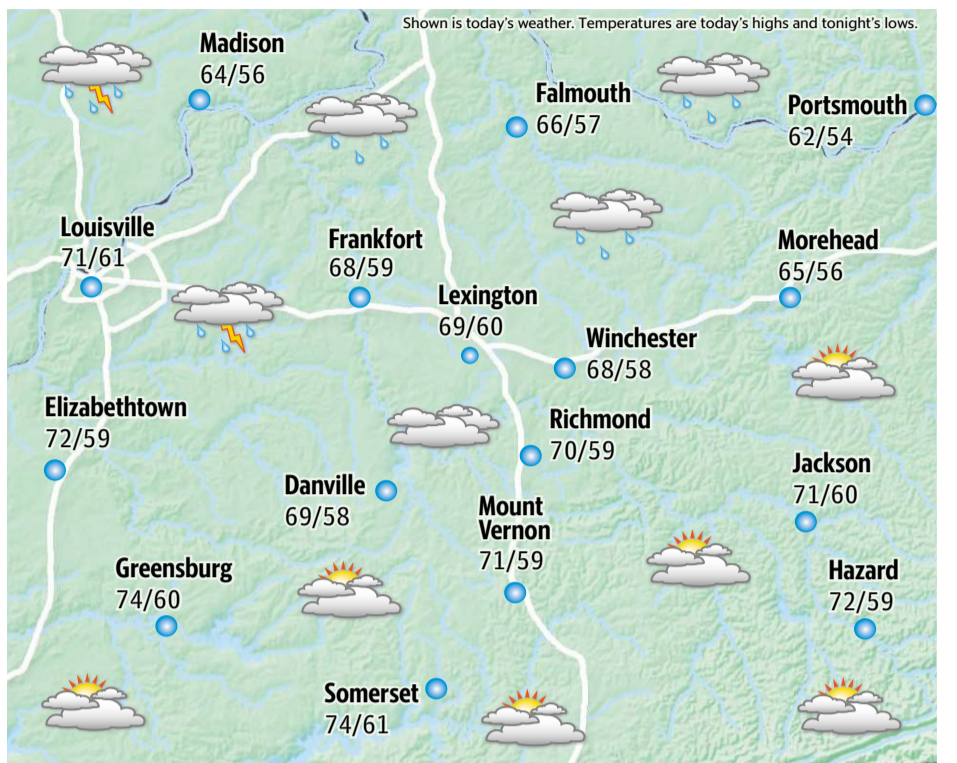 Shown is today's weather. Temperatures are today's highs and tonight's lows.
Madison
64/56
Falmouth
66/57
Portsmouth
62/54
Louisville
71/61
Frankfort
68/59
Morehead
65/56
Lexington
69/60
Winchester
68/58
Elizabethtown
72/59
Richmond
70/59
Danville
69/58
Jackson
71/60
Mount
Vernon
71/59
Greensburg
74/60
Hazard
72/59
Somerset
74/61